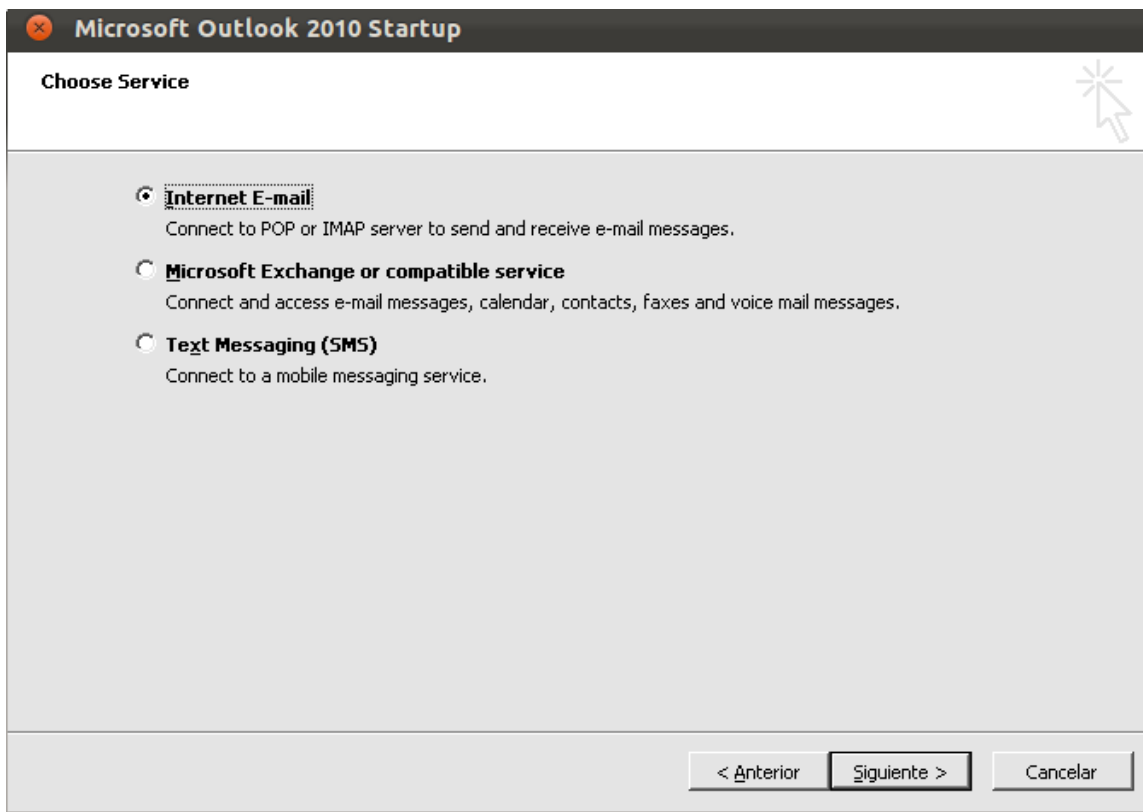 Microsoft Outlook 2010 Startup
Choose Service
Internet E-mail
Connect to POP or IMAP server to send and receive e-mail messages.
Microsoft Exchange or compatible service
Connect and access e-mail messages, calendar, contacts, faxes and voice mail messages.
Text Messaging (SMS)
Connect to a mobile messaging service.
< Anterior
Siguiente >
Cancelar